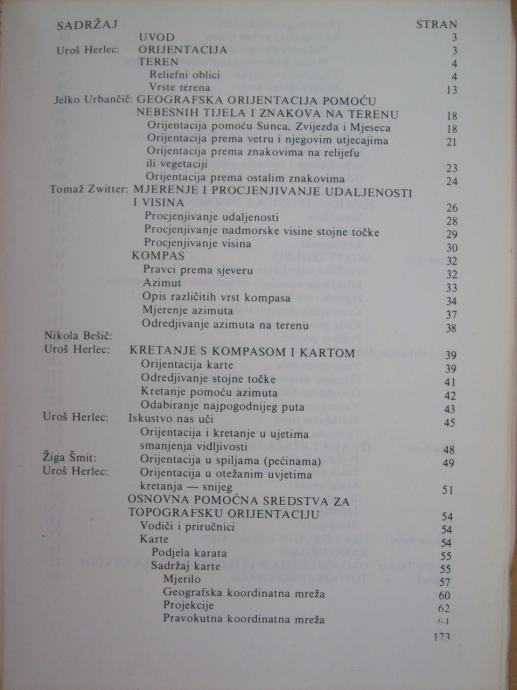 SADRŽAJ STRAN
UVOD 3
Uroš Herlec: ORIJENTACIJA 3
TEREN 4
Reliefni oblici 4
Vrste terena 13
Jelko Urbančič: GEOGRAFSKA ORIJENTACIJA POMOĆU
NEBESNIH TIJELA I ZNAKOVA NA TERENU 18
Orijentacija pomoću Sunca, Zvijezda i Mjeseca 18
Orijentacija prema vetru i njegovim utjecajima 21
Orijentacija prema znakovima na relijefu
ili vegetaciji 23
Orijentacija prema ostalim znakovima 24
Tomaž Zwitter: MJERENJE I PROCJENJIVANJE UDALJENOSTI
I VISINA 26
Procjenjivanje udaljenosti 28
Procjenjivanje nadmorske visine stojne točke 29
Procjenjivanje visina 30
KOMPAS 32
Pravci prema sjeveru 32
Azimut 33
Opis različitih vrst kompasa 34
Mjerenje azimuta 37
Odredjivanje azimuta na terenu 38
Nikola Bešič:
Uroš Herlec: KRETANJE S KOMPASOM I KARTOM 39
Orijentacija karte 39
Odredjivanje stojne točke 41
Kretanje pomoću azimuta 42
Odabiranje najpogodnijeg puta 43
Uroš Herlec: Iskustvo nas uči 45
Orijentacija i kretanje u ujetima
smanjenja vidljivosti 48
Žiga Šmit: Orijentacija u spiljama (pećinama) 49
Uroš Herlec: Orijentacija u otežanim uvjetima
kretanja — snijeg 51
OSNOVNA POMOĆNA SREDSTVA ZA
TOPOGRAFSKU ORIJENTACIJU 54
Vodiči i priručnici 54
Karte 54
Podjela karata 55
Sadržaj karte 55
Mjerilo 57
Geografska koordinatna mreža 60
Projekcije 62
Pravokutna koordinatna mreža 64
173